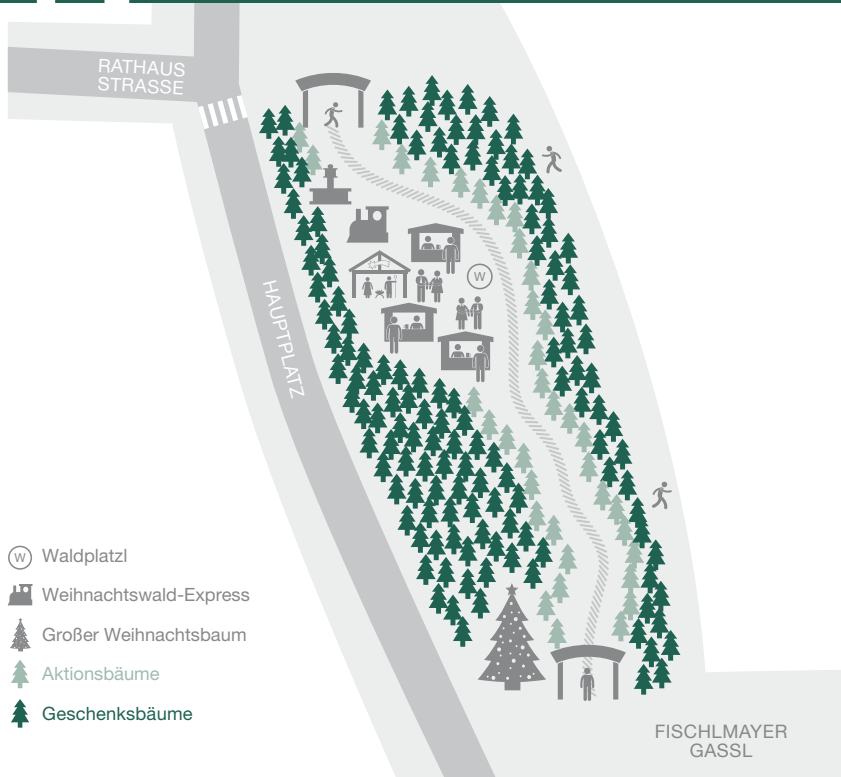 RATHAUS
STRASSE
HAUPTPLATZ
W
W Waldplatzl
Weihnachtswald-Express
Großer Weihnachtsbaum
Aktionsbäume
Geschenksbäume
FISCHLMAYER
GASSL